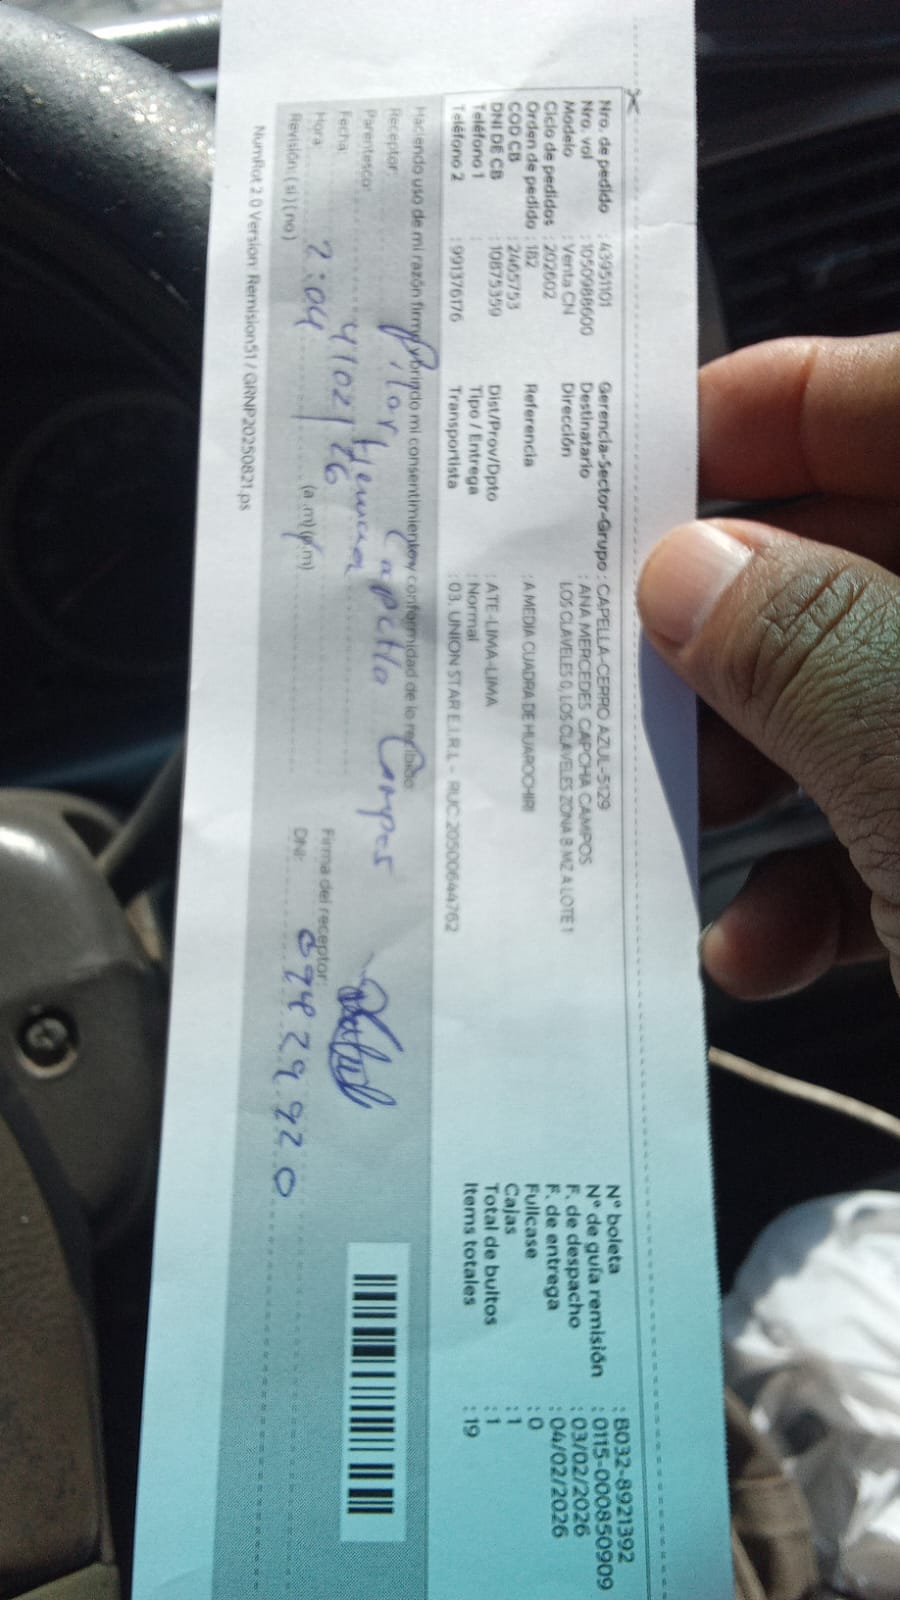 Nro. de pedido : 43951101
Nro. vol : 1050988600
Modelo : Venta CN
Ciclo de pedidos : 202602
Orden de pedido : 182
COD CB : 2465753
DNI DE CB : 10875359
Teléfono 1 :
Teléfono 2 : 991376176
Gerencia-Sector-Grupo : CAPELLA-CERRO AZUL-5129
Destinatario : ANA MERCEDES CAPCHA CAMPOS
Dirección LOS CLAVELES 0, LOS CLAVELES ZONA B MZ A LOTE 1
Referencia : A MEDIA CUADRA DE HUAROCHIRI
Dist/Prov/Dpto : ATE-LIMA-LIMA
Tipo / Entrega : Normal
Transportista : 03. UNION STAR E.I.R.L - RUC:20500644762
N° boleta : B032-8921392
N° de guía remisión : 0115-000850909
F. de despacho : 03/02/2026
F. de entrega : 04/02/2026
Fullcase : 0
Cajas : 1
Total de bultos : 1
Items totales : 19
Haciendo uso de mi razón firmo y brindo mi consentimiento y conformidad de lo recibido
Receptor Pilar Capcha Campos
Parentesco Hermana
Fecha 4/02/26
Hora 2:04 (a.m) (p.m)
Revisión: ( si ) ( no )
Firma del receptor:
DNI: 09429920
NumRot 2.0 Version: Remision51 / GRNP20250821.ps